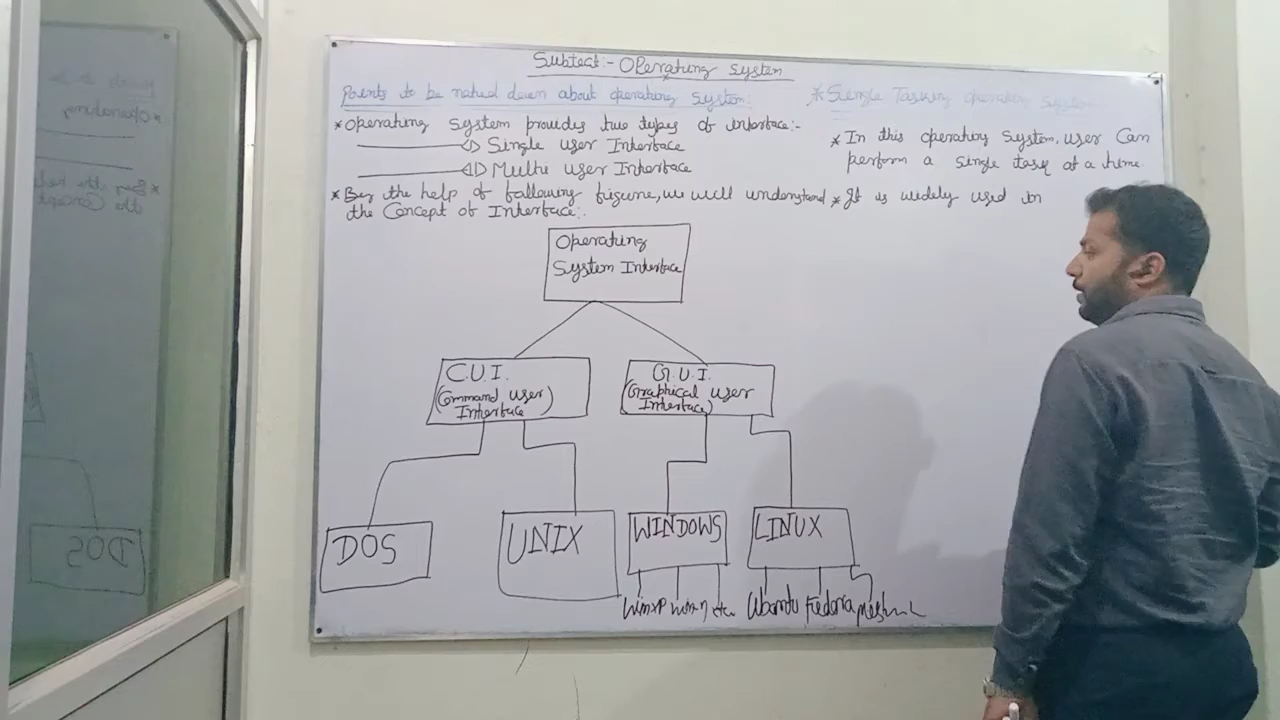 Subject:- Operating System
Points to be noted down about operating system:
* Operating System provides two types of interface:-
Single user Interface
Multi user Interface
* By the help of following figure, we will understand
the Concept of Interface:.
Operating
System Interface
C.U.I.
(Command user
Interface)
G.U.I.
(Graphical user
Interface)
DOS
UNIX
WINDOWS
LINUX
WinXP Win 7 etc
Ubantu Fedora
* Single Tasking operating system
* In this operating System, user Can
perform a single task at a time.
* It is widely used in